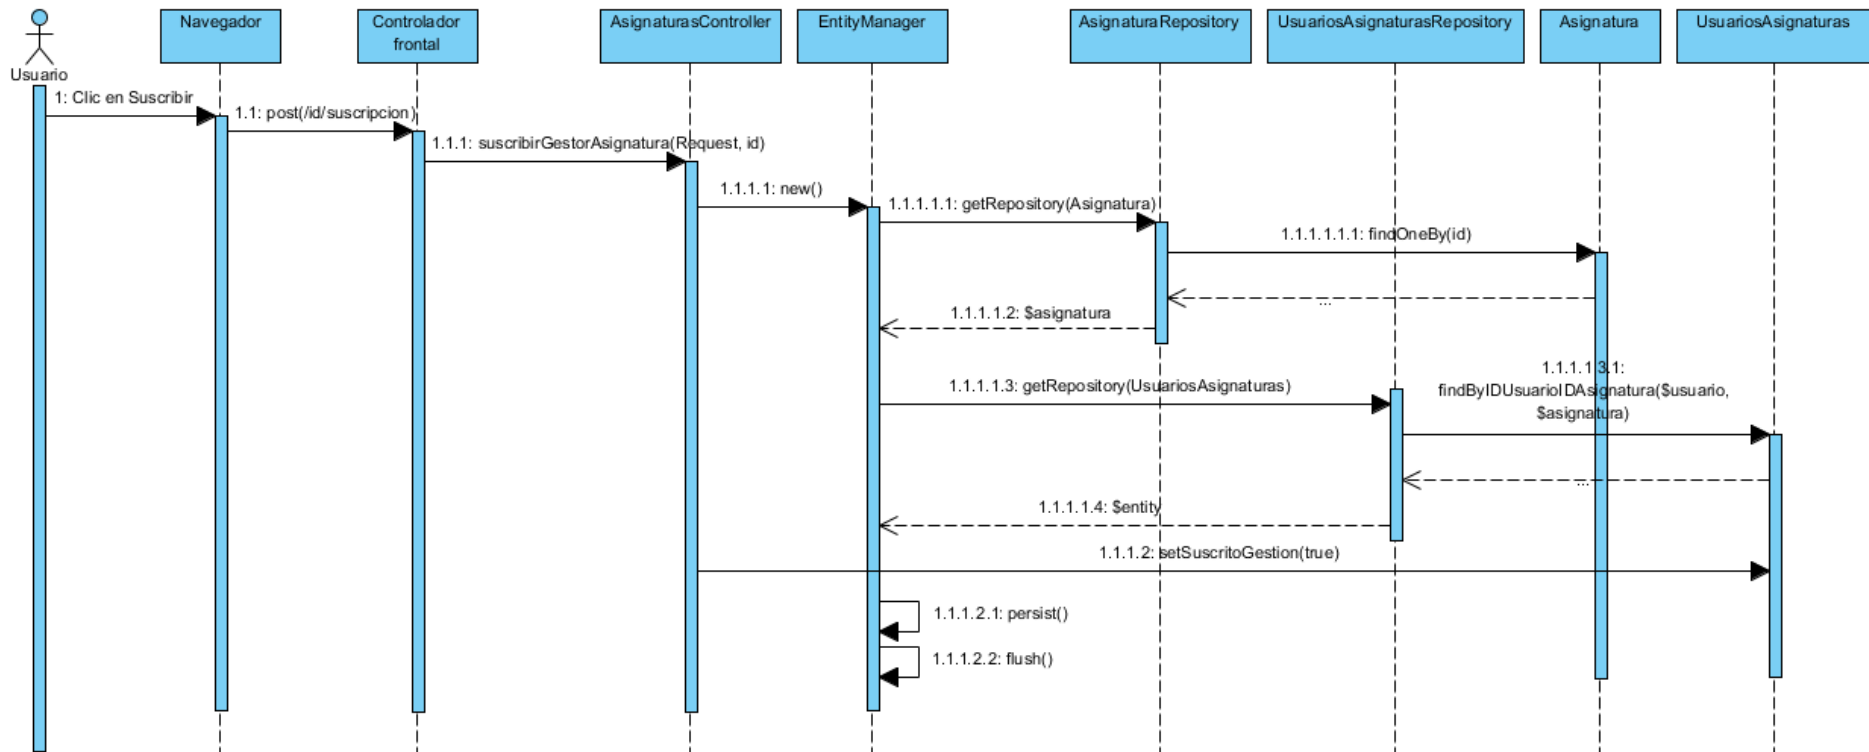 Navegador
Controlador
frontal
AsignaturasController
EntityManager
AsignaturaRepository
UsuariosAsignaturasRepository
Asignatura
UsuariosAsignaturas
Usuario
1: Clic en Suscribir
1.1: post(/id/suscripcion)
1.1.1: suscribirGestorAsignatura(Request, id)
1.1.1.1: new()
1.1.1.1.1: getRepository(Asignatura)
1.1.1.1.1.1: findOneBy(id)
...
1.1.1.1.2: $asignatura
1.1.1.1.3.1:
findByIDUsuarioIDAsignatura($usuario,
$asignatura)
1.1.1.1.3: getRepository(UsuariosAsignaturas)
...
1.1.1.1.4: $entity
1.1.1.2: setSuscritoGestion(true)
1.1.1.2.1: persist()
1.1.1.2.2: flush()